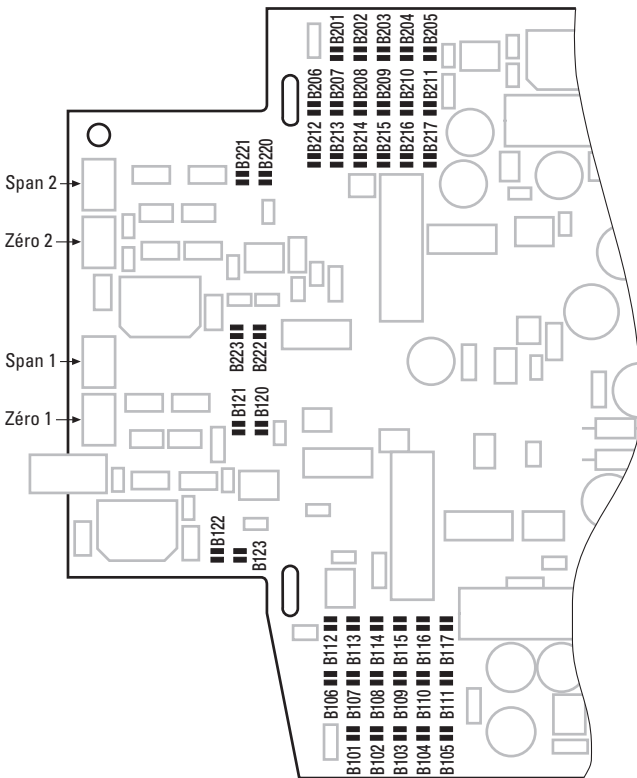 B201 B202 B203 B204 B205
B206 B207 B208 B209 B210 B211
B212 B213 B214 B215 B216 B217
B221 B220
Span 2
Zéro 2
B223 B222
Span 1
Zéro 1
B121 B120
B122 B123
B112 B113 B114 B115 B116 B117
B106 B107 B108 B109 B110 B111
B101 B102 B103 B104 B105